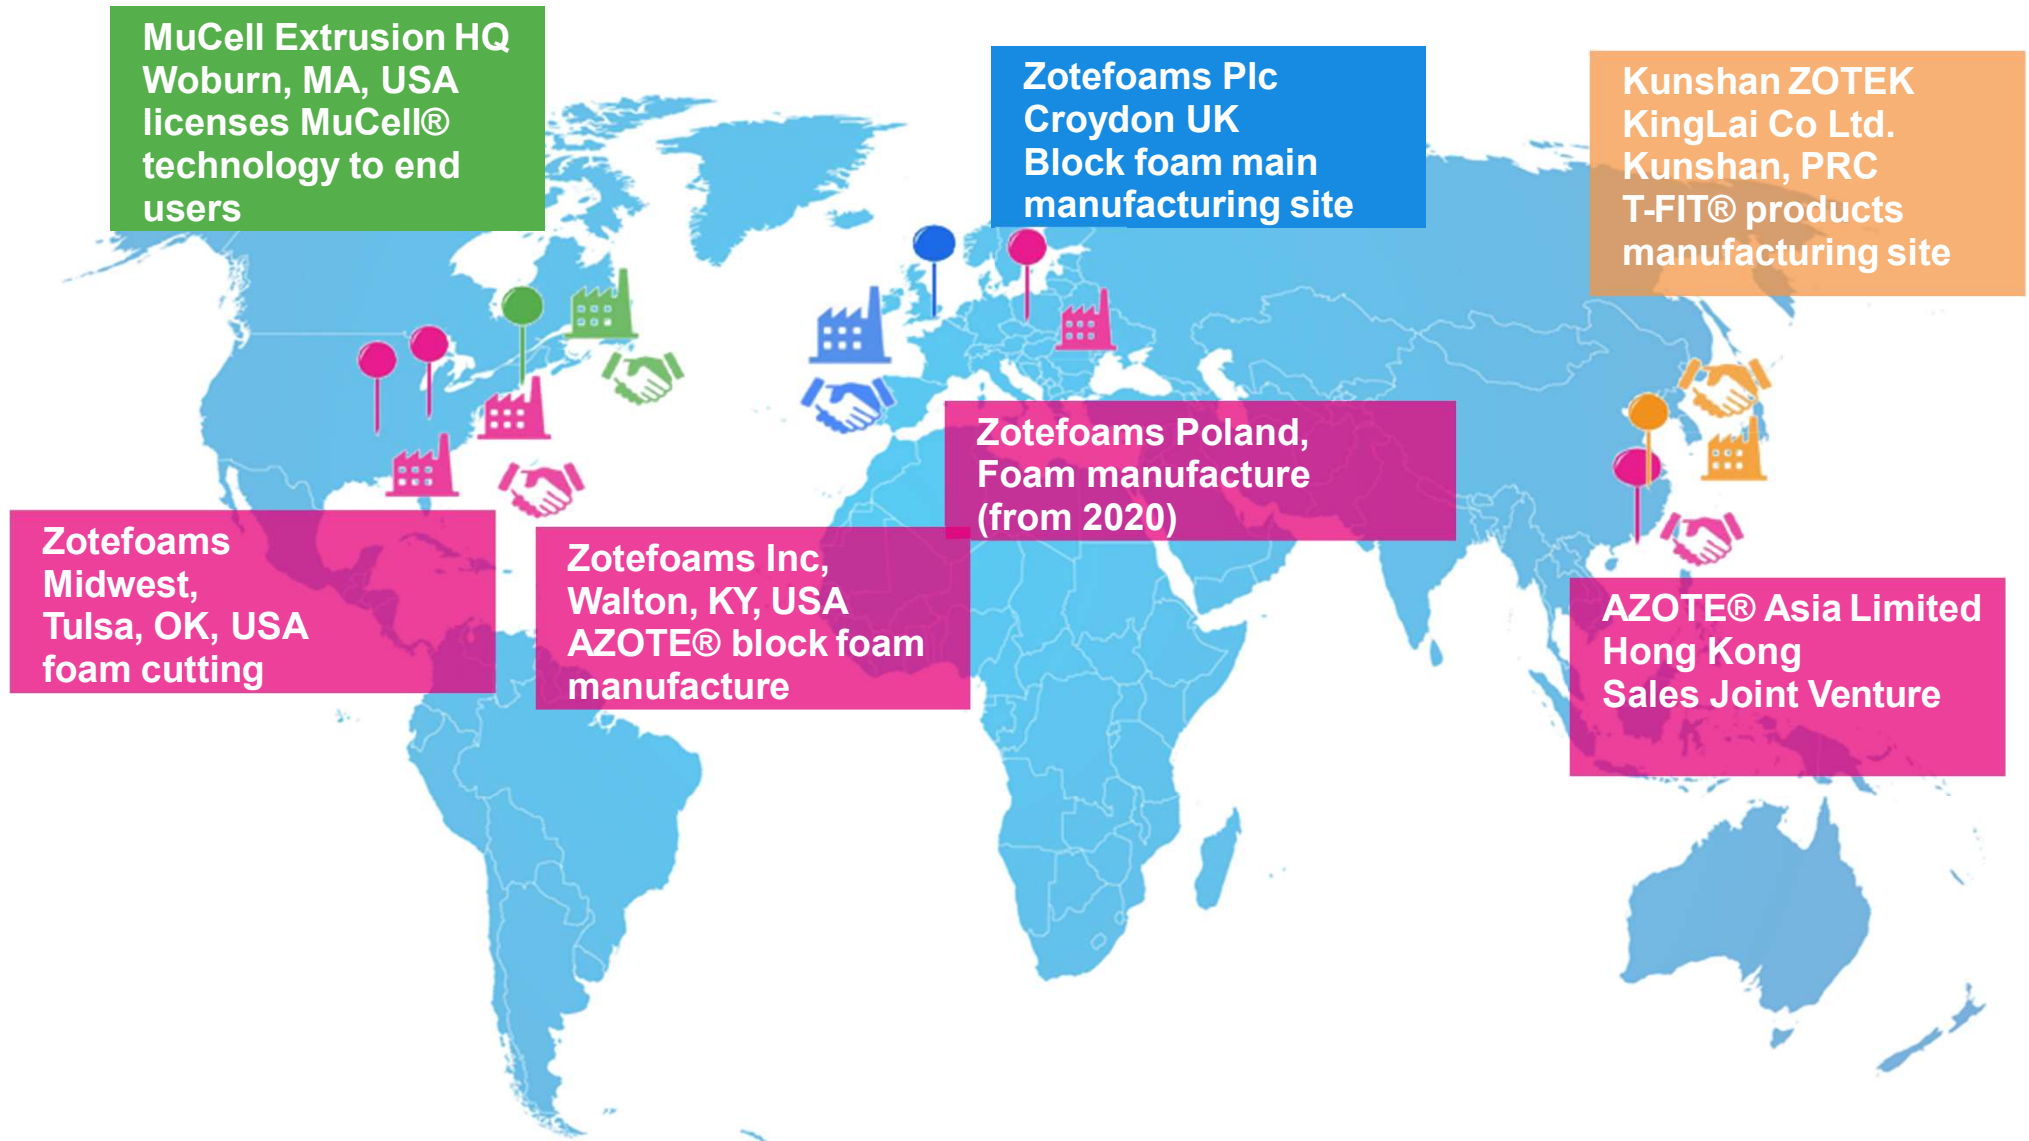 MuCell Extrusion HQ
Woburn, MA, USA
licenses MuCell®
technology to end
users
Zotefoams Plc
Croydon UK
Block foam main
manufacturing site
Kunshan ZOTEK
KingLai Co Ltd.
Kunshan, PRC
T-FIT® products
manufacturing site
Zotefoams Poland,
Foam manufacture
(from 2020)
Zotefoams
Midwest,
Tulsa, OK, USA
foam cutting
Zotefoams Inc,
Walton, KY, USA
AZOTE® block foam
manufacture
AZOTE® Asia Limited
Hong Kong
Sales Joint Venture